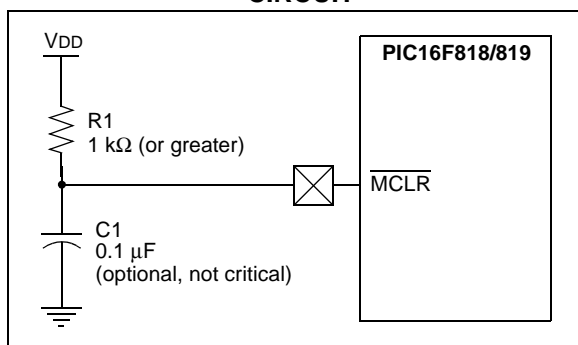 CIRCUIT
VDD
PIC16F818/819
R1
1 kΩ (or greater)
MCLR
C1
0.1 μF
(optional, not critical)